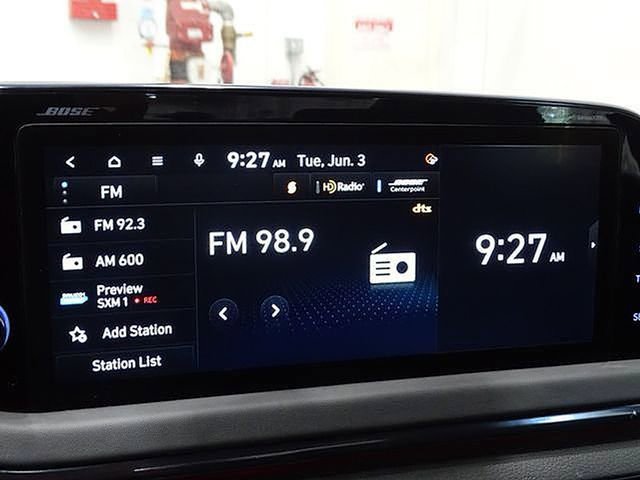 BOSE
9:27 AM Tue, Jun. 3
FM
HD Radio
BOSE
Centerpoint
dts
FM 92.3
AM 600
Preview
SXM 1 REC
Add Station
Station List
FM 98.9
9:27 AM